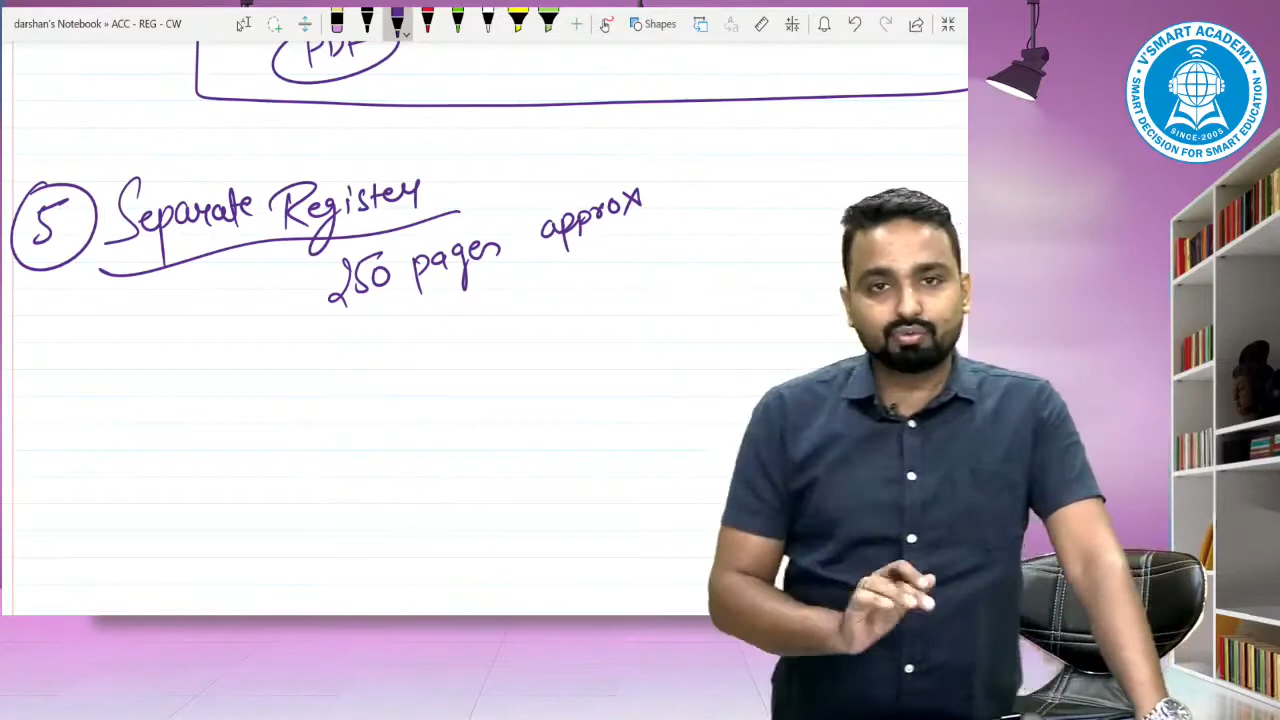 darshan's Notebook » ACC - REG - CW
Shapes
PDF
5 Separate Register
250 pages approx
V'SMART ACADEMY
SINCE-2005
SMART DECISION FOR SMART EDUCATION